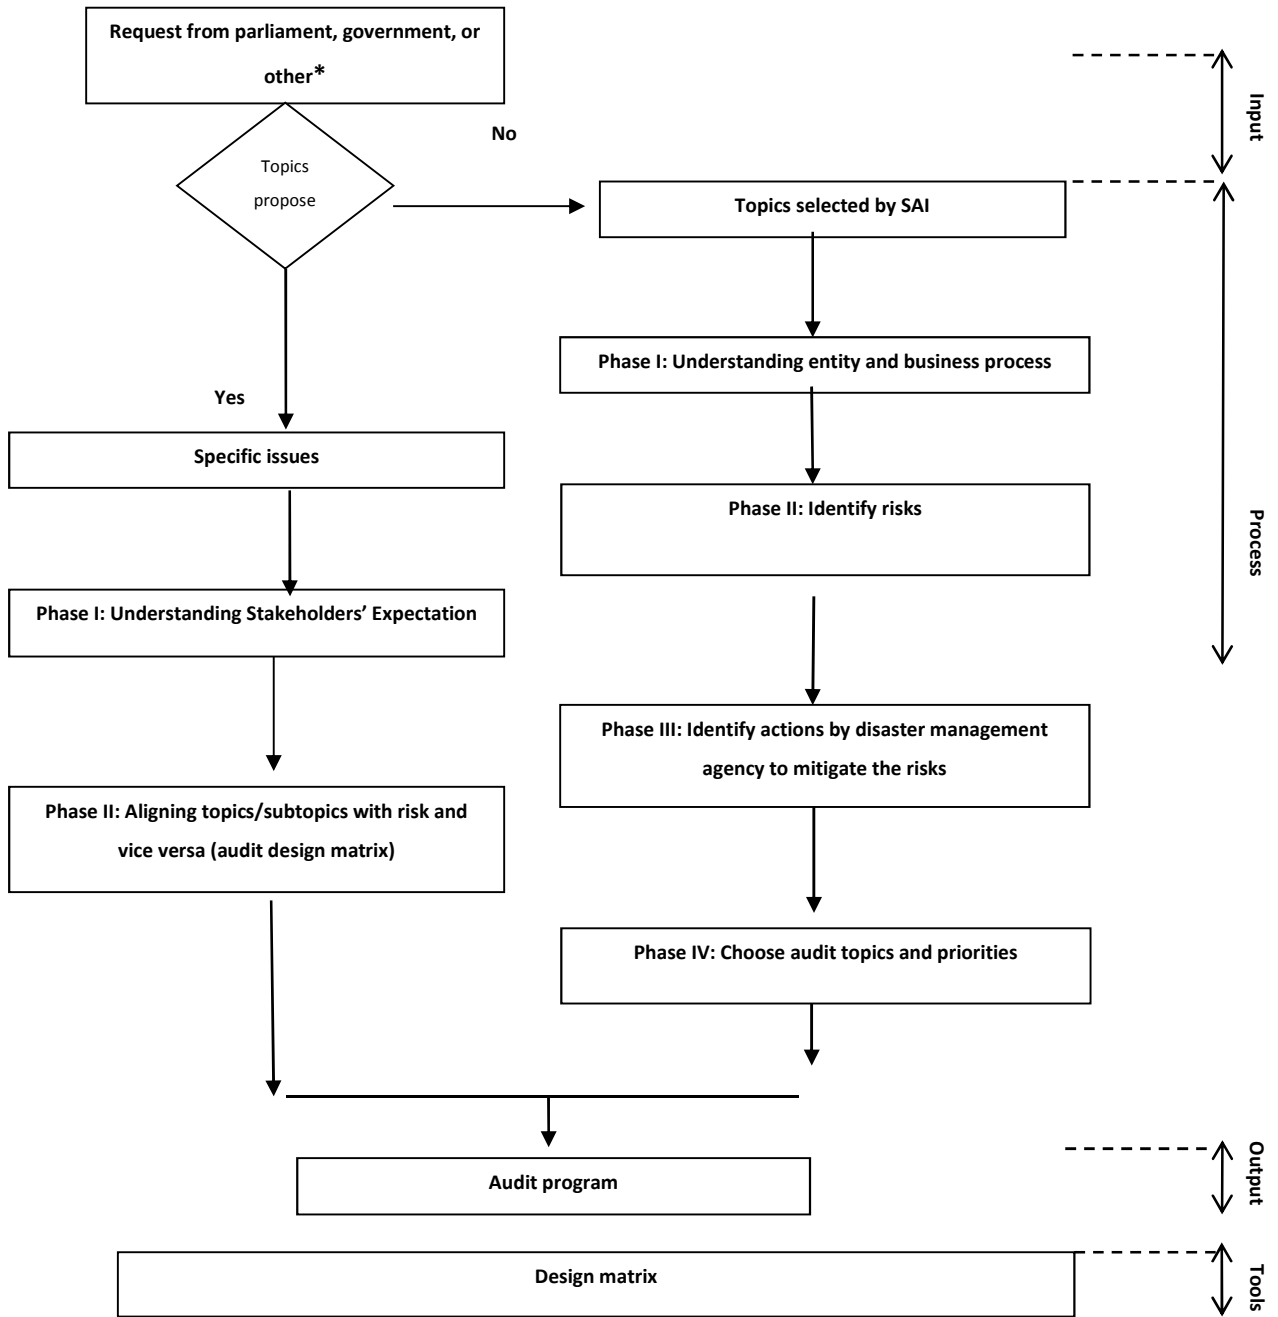 Request from parliament, government, or
other*
No
Input
Topics
propose
Topics selected by SAI
Phase I: Understanding entity and business process
Yes
Specific issues
Phase II: Identify risks
Process
Phase I: Understanding Stakeholders’ Expectation
Phase III: Identify actions by disaster management
agency to mitigate the risks
Phase II: Aligning topics/subtopics with risk and
vice versa (audit design matrix)
Phase IV: Choose audit topics and priorities
Audit program
Output
Design matrix
Tools